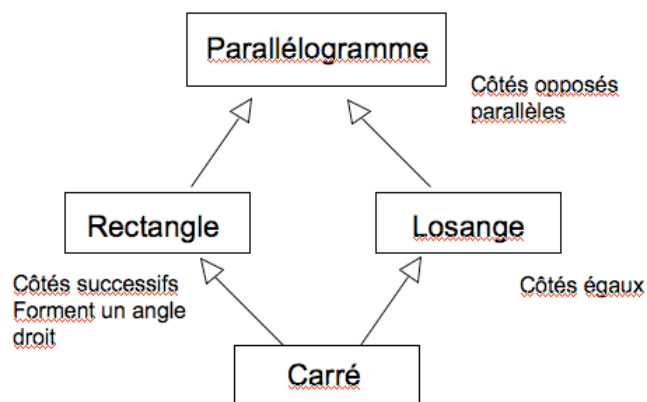 Parallélogramme
Côtés opposés
parallèles
Rectangle
Losange
Côtés successifs
Forment un angle
droit
Côtés égaux
Carré